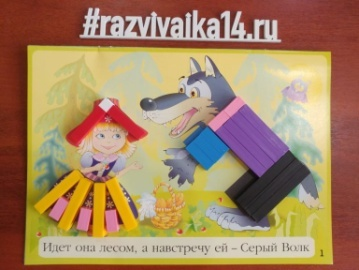 #razvivaika14.ru
Идет она лесом, а навстречу ей – Серый Волк
1